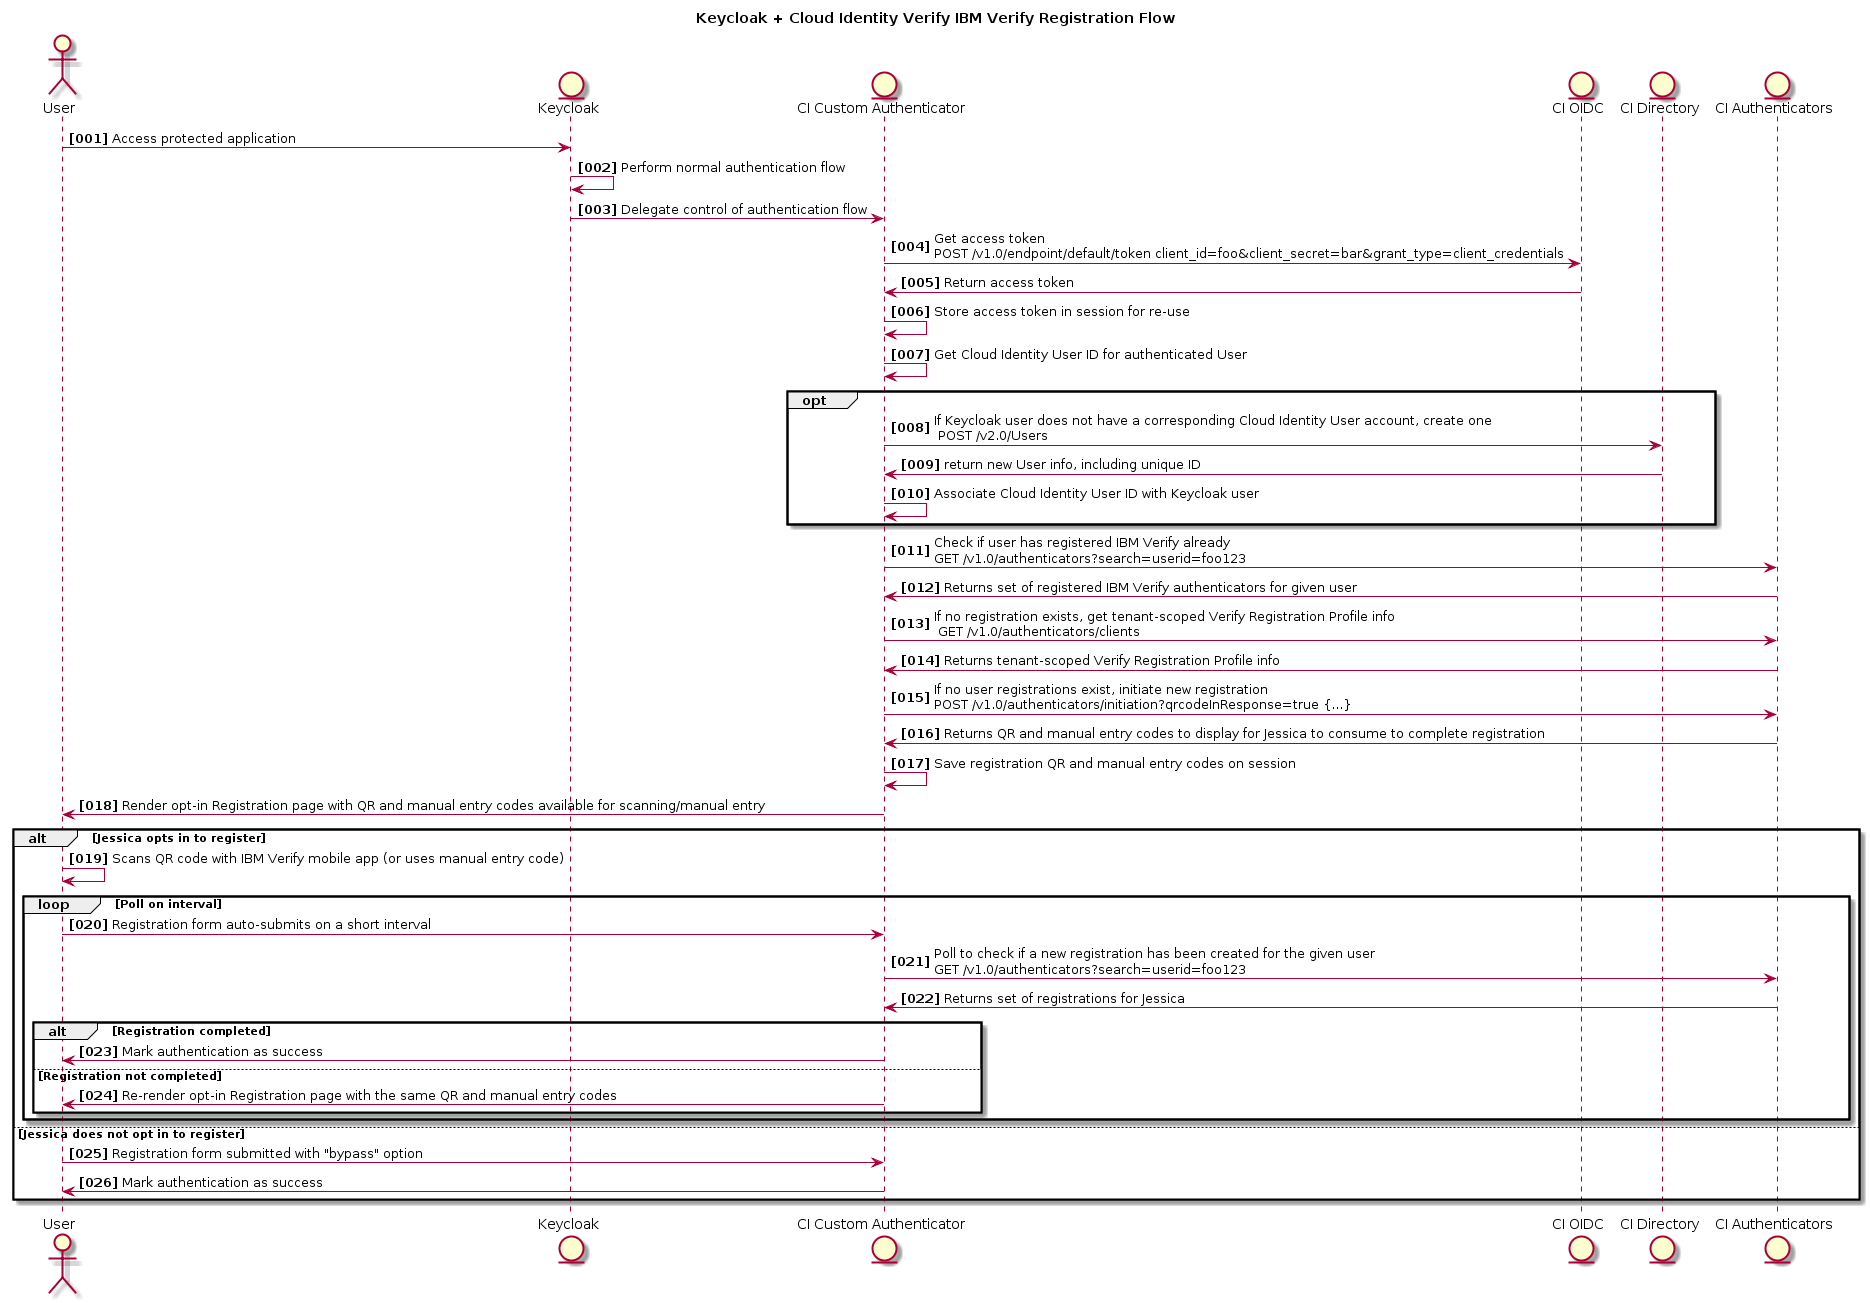 Keycloak + Cloud Identity Verify IBM Verify Registration Flow
User
Keycloak
CI Custom Authenticator
CI OIDC
CI Directory
CI Authenticators
[001] Access protected application
[002] Perform normal authentication flow
[003] Delegate control of authentication flow
[004] Get access token
POST /v1.0/endpoint/default/token client_id=foo&client_secret=bar&grant_type=client_credentials
[005] Return access token
[006] Store access token in session for re-use
[007] Get Cloud Identity User ID for authenticated User
opt
[008] If Keycloak user does not have a corresponding Cloud Identity User account, create one
POST /v2.0/Users
[009] return new User info, including unique ID
[010] Associate Cloud Identity User ID with Keycloak user
[011] Check if user has registered IBM Verify already
GET /v1.0/authenticators?search=userid=foo123
[012] Returns set of registered IBM Verify authenticators for given user
[013] If no registration exists, get tenant-scoped Verify Registration Profile info
GET /v1.0/authenticators/clients
[014] Returns tenant-scoped Verify Registration Profile info
[015] If no user registrations exist, initiate new registration
POST /v1.0/authenticators/initiation?qrcodeInResponse=true {...}
[016] Returns QR and manual entry codes to display for Jessica to consume to complete registration
[017] Save registration QR and manual entry codes on session
[018] Render opt-in Registration page with QR and manual entry codes available for scanning/manual entry
alt [Jessica opts in to register]
[019] Scans QR code with IBM Verify mobile app (or uses manual entry code)
loop [Poll on interval]
[020] Registration form auto-submits on a short interval
[021] Poll to check if a new registration has been created for the given user
GET /v1.0/authenticators?search=userid=foo123
[022] Returns set of registrations for Jessica
alt [Registration completed]
[023] Mark authentication as success
[Registration not completed]
[024] Re-render opt-in Registration page with the same QR and manual entry codes
[Jessica does not opt in to register]
[025] Registration form submitted with "bypass" option
[026] Mark authentication as success
User
Keycloak
CI Custom Authenticator
CI OIDC
CI Directory
CI Authenticators